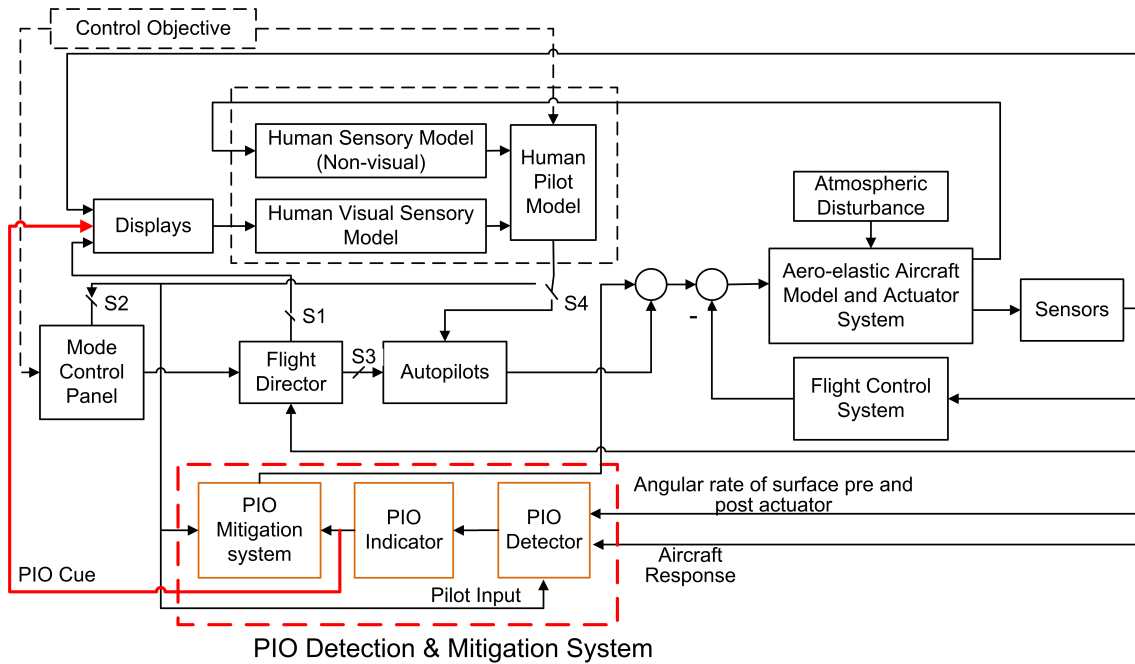 Control Objective
Human Sensory Model
(Non-visual)
Human
Pilot
Model
Atmospheric
Disturbance
Displays
Human Visual Sensory
Model
Aero-elastic Aircraft
Model and Actuator
System
Sensors
S2
S1
S4
Mode
Control
Panel
Flight
Director
S3
Autopilots
-
Flight Control
System
PIO
Mitigation
system
PIO
Indicator
PIO
Detector
Angular rate of surface pre and
post actuator
Aircraft
Response
PIO Cue
Pilot Input
PIO Detection & Mitigation System